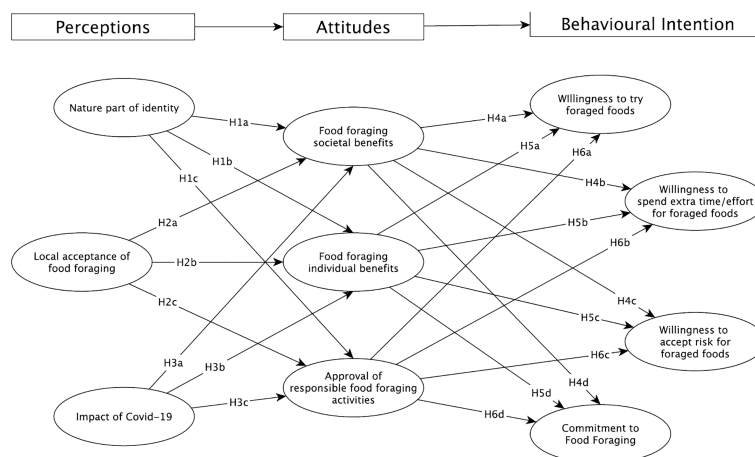 Perceptions
Attitudes
Behavioural Intention
Nature part of identity
Local acceptance of
food foraging
Impact of Covid-19
H1a
H1b
H1c
H2a
H2b
H2c
H3a
H3b
H3c
Food foraging
societal benefits
Food foraging
individual benefits
Approval of
responsible food foraging
activities
H4a
H5a
H6a
H4b
H5b
H6b
H4c
H5c
H6c
H4d
H5d
H6d
WIllingness to try
foraged foods
Willingness to
spend extra time/effort
for foraged foods
Willingness to
accept risk for
foraged foods
Commitment to
Food Foraging